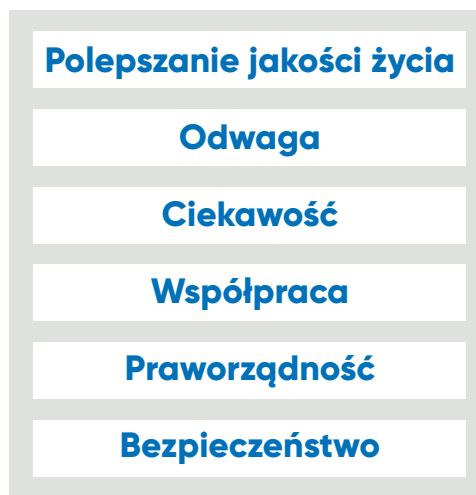 Polepszanie jakości życia
Odwaga
Ciekawość
Współpraca
Praworządność
Bezpieczeństwo